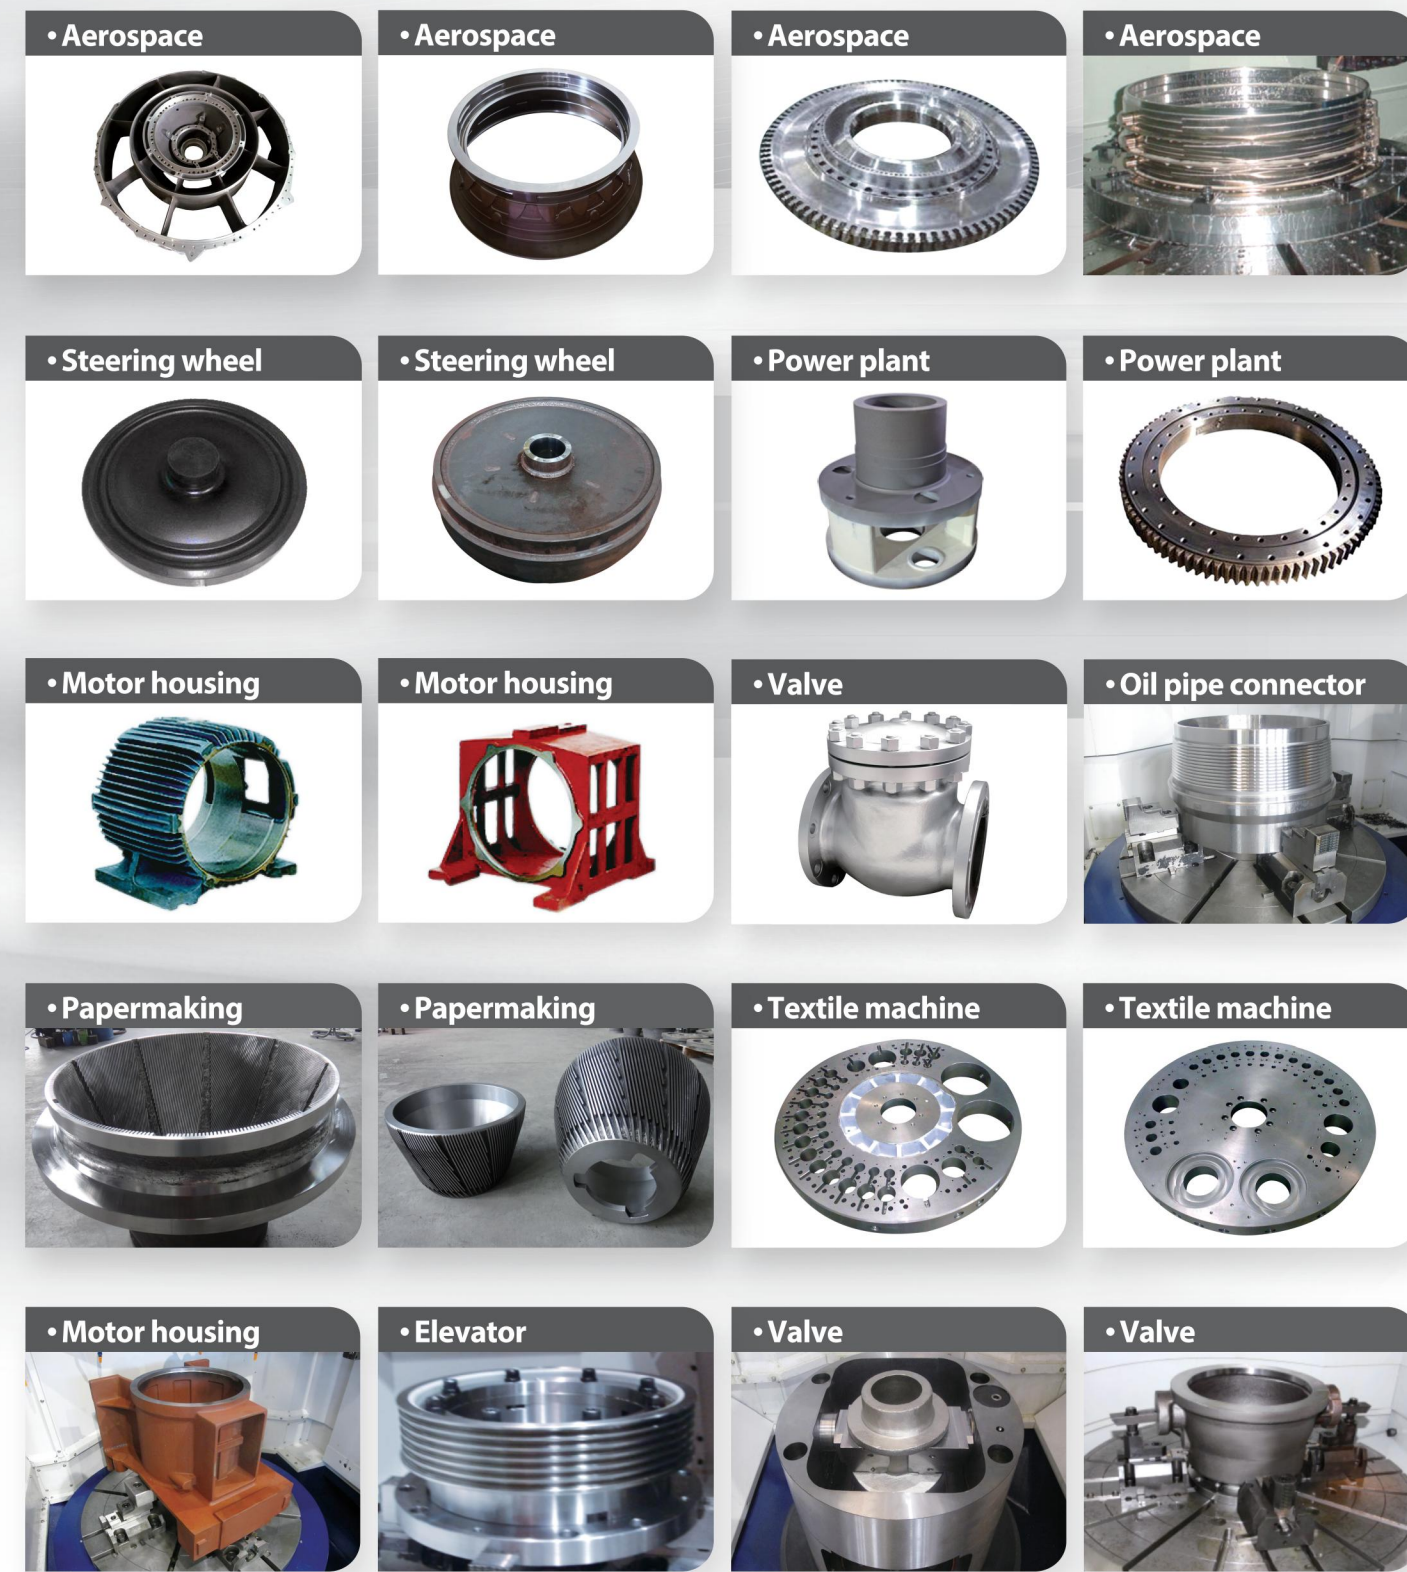 • Aerospace
• Aerospace
• Aerospace
• Aerospace
• Steering wheel
• Steering wheel
• Power plant
• Power plant
• Motor housing
• Motor housing
• Valve
• Oil pipe connector
• Papermaking
• Papermaking
• Textile machine
• Textile machine
• Motor housing
• Elevator
• Valve
• Valve